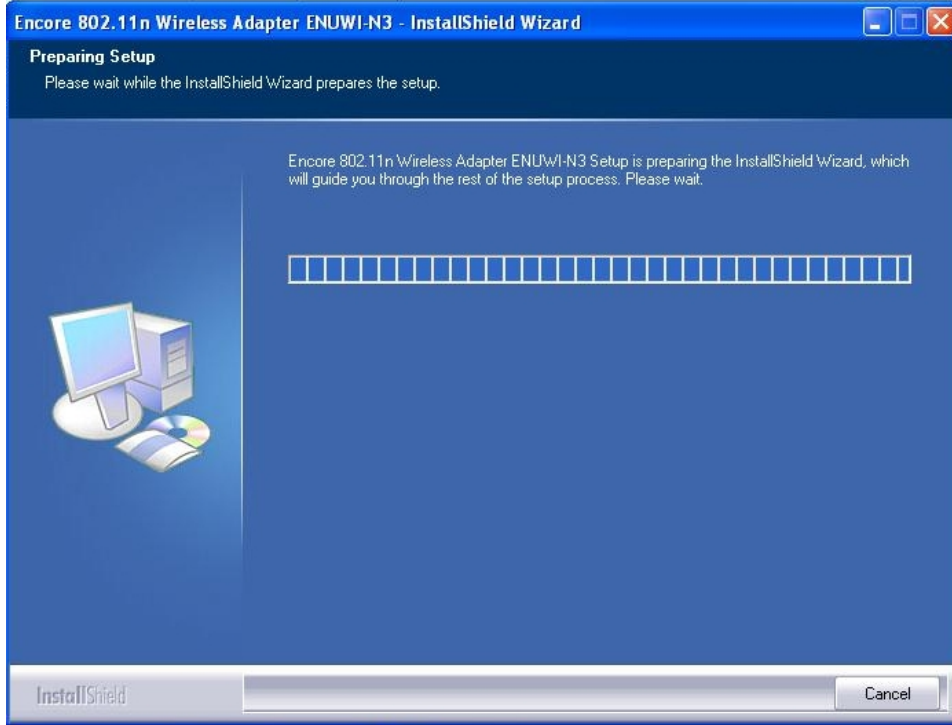 Encore 802.11n Wireless Adapter ENUWI-N3 - InstallShield Wizard
Preparing Setup
Please wait while the InstallShield Wizard prepares the setup.
Encore 802.11n Wireless Adapter ENUWI-N3 Setup is preparing the InstallShield Wizard, which
will guide you through the rest of the setup process. Please wait.
InstallShield
Cancel